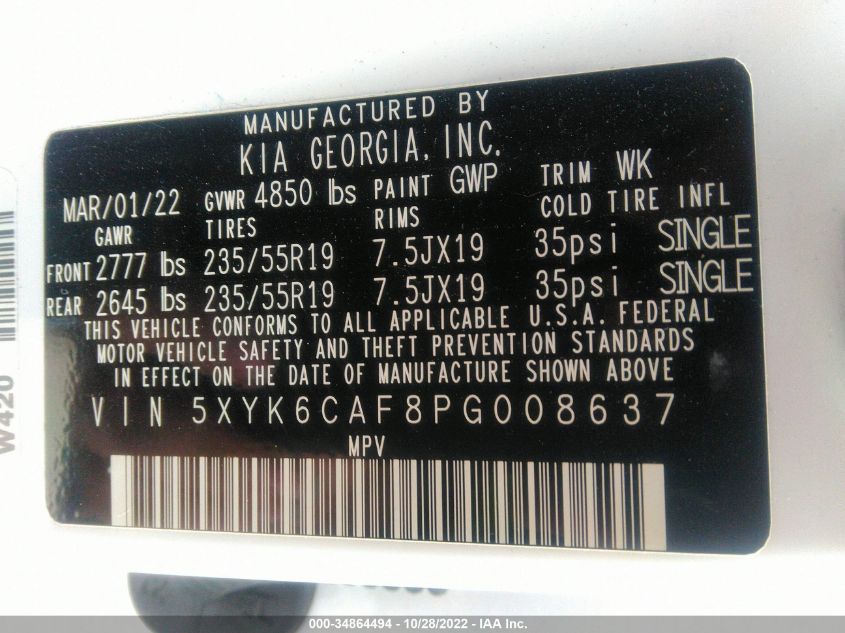 MANUFACTURED BY
KIA GEORGIA, INC.
MAR/01/22 GVWR 4850 lbs PAINT GWP TRIM WK
GAWR TIRES RIMS COLD TIRE INFL
FRONT 2777 lbs 235/55R19 7.5JX19 35psi SINGLE
REAR 2645 lbs 235/55R19 7.5JX19 35psi SINGLE
THIS VEHICLE CONFORMS TO ALL APPLICABLE U.S.A. FEDERAL
MOTOR VEHICLE SAFETY AND THEFT PREVENTION STANDARDS
IN EFFECT ON THE DATE OF MANUFACTURE SHOWN ABOVE
VIN 5XYK6CAF8PG008637
MPV
W420
000-34864494 - 10/28/2022 - IAA Inc.